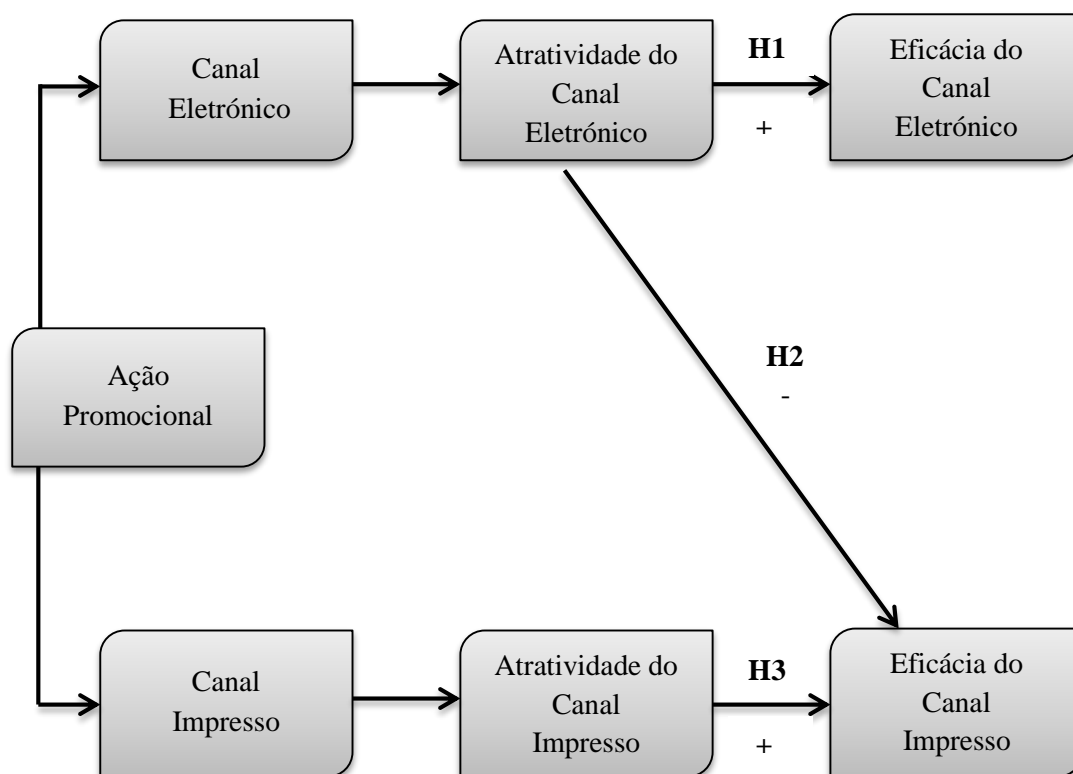 Canal
Eletrónico
Atratividade do
Canal
Eletrónico
H1
+
Eficácia do
Canal
Eletrónico
H2
-
Ação
Promocional
Canal
Impresso
Atratividade do
Canal
Impresso
H3
+
Eficácia do
Canal
Impresso